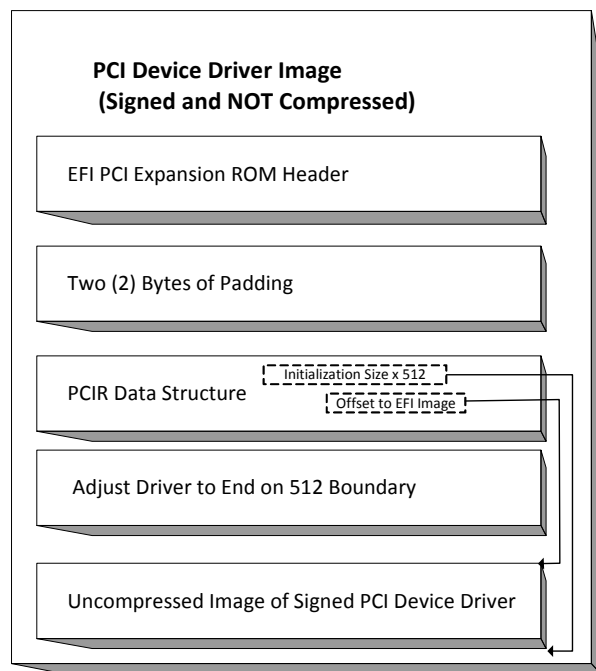 PCI Device Driver Image
(Signed and NOT Compressed)
EFI PCI Expansion ROM Header
Two (2) Bytes of Padding
Initialization Size x 512
PCIR Data Structure
Offset to EFI Image
Adjust Driver to End on 512 Boundary
Uncompressed Image of Signed PCI Device Driver